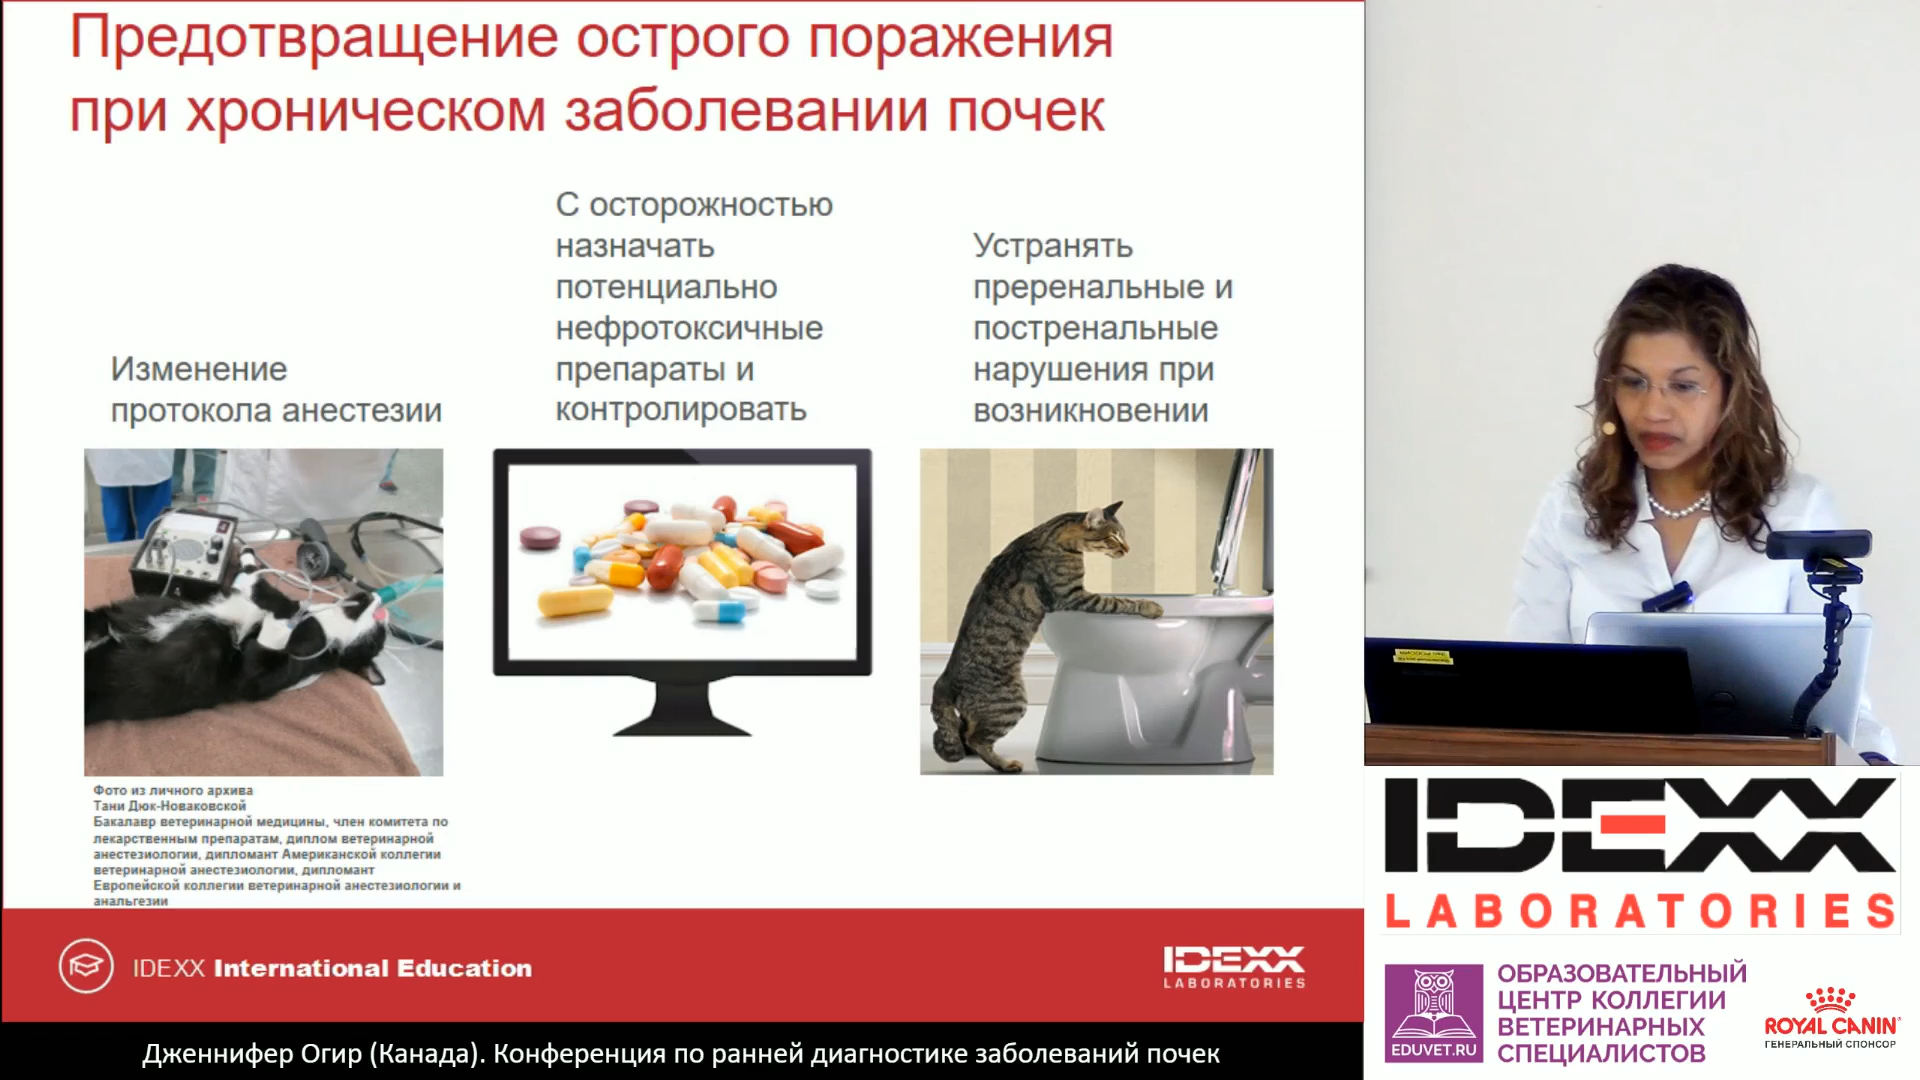 Предотвращение острого поражения
при хроническом заболевании почек
Изменение
протокола анестезии
С осторожностью
назначать
потенциально
нефротоксичные
препараты и
контролировать
Устранять
преренальные и
постренальные
нарушения при
возникновении
Фото из личного архива
Тани Дюк-Новаковской
Бакалавр ветеринарной медицины, член комитета по
лекарственным препаратам, диплом ветеринарной
анестезиологии, дипломант Американской коллегии
ветеринарной анестезиологии, дипломант
Европейской коллегии ветеринарной анестезиологии и
анальгезии
IDEXX International Education
IDEXX
LABORATORIES
IDEXX
LABORATORIES
EDUVET.RU
ОБРАЗОВАТЕЛЬНЫЙ
ЦЕНТР КОЛЛЕГИИ
ВЕТЕРИНАРНЫХ
СПЕЦИАЛИСТОВ
ROYAL CANIN
ГЕНЕРАЛЬНЫЙ СПОНСОР
Дженнифер Огир (Канада). Конференция по ранней диагностике заболеваний почек